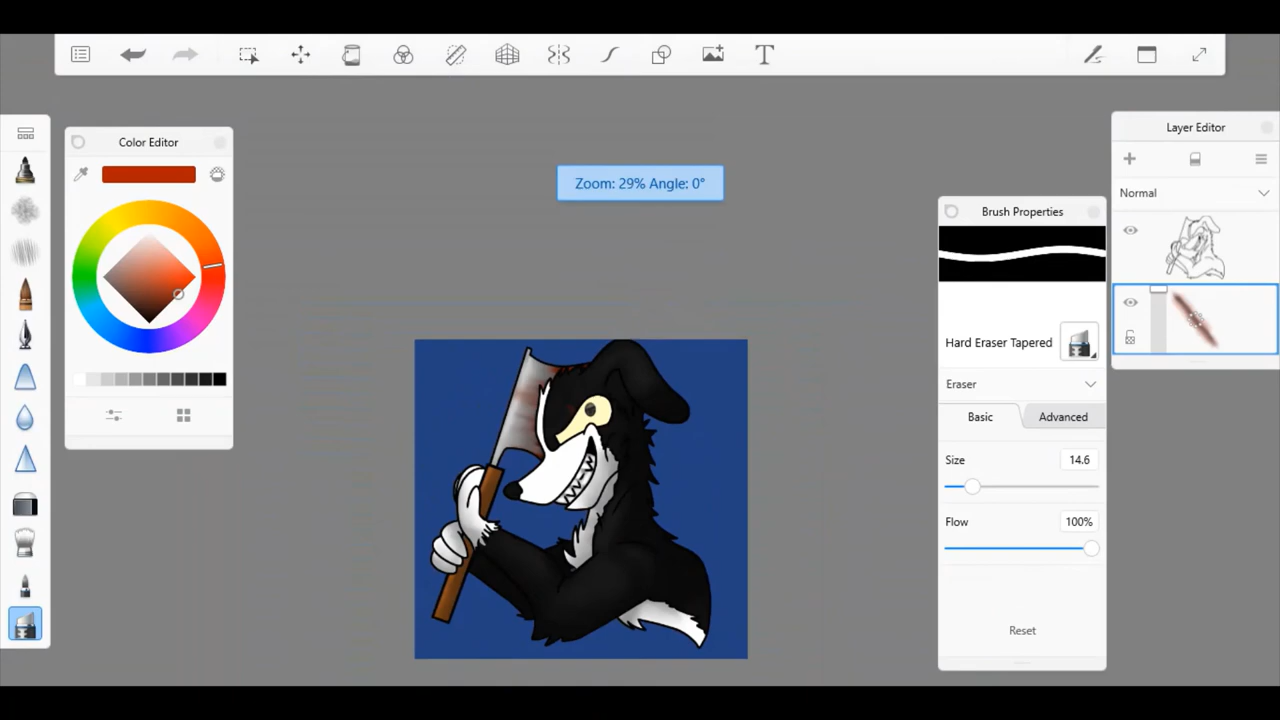 T
Layer Editor
Color Editor
Zoom: 29% Angle: 0°
Normal
Brush Properties
Hard Eraser Tapered
Eraser
Basic
Advanced
Size
14.6
Flow
100%
Reset